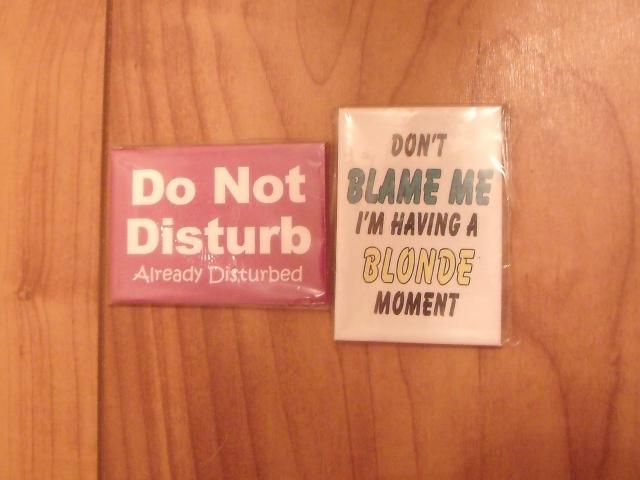 Do Not
Disturb
Already Disturbed
DON'T
BLAME ME
I'M HAVING A
BLONDE
MOMENT